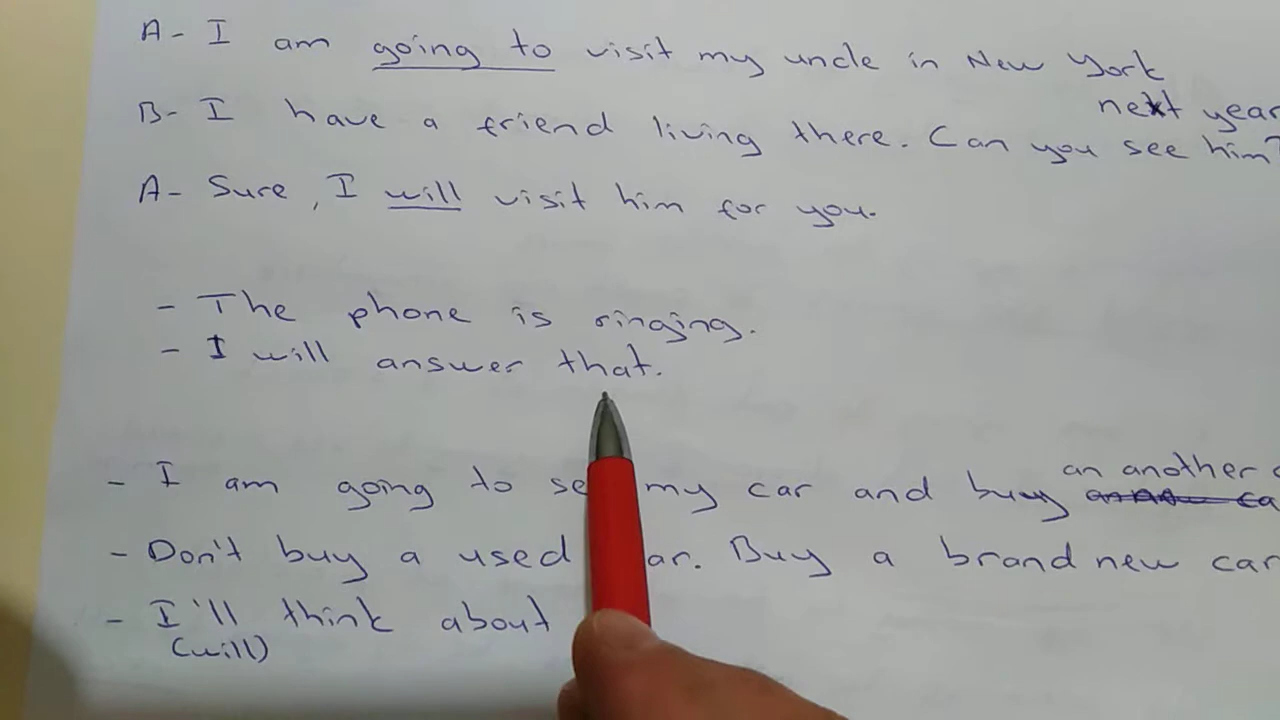 A- I am going to visit my uncle in New York
next year
B- I have a friend living there. Can you see him?
A- Sure, I will visit him for you.
- The phone is ringing.
- I will answer that.
an another
- I am going to my car and buy
- Don't buy a used ar. Buy a brand new car
- I'll think about
(will)